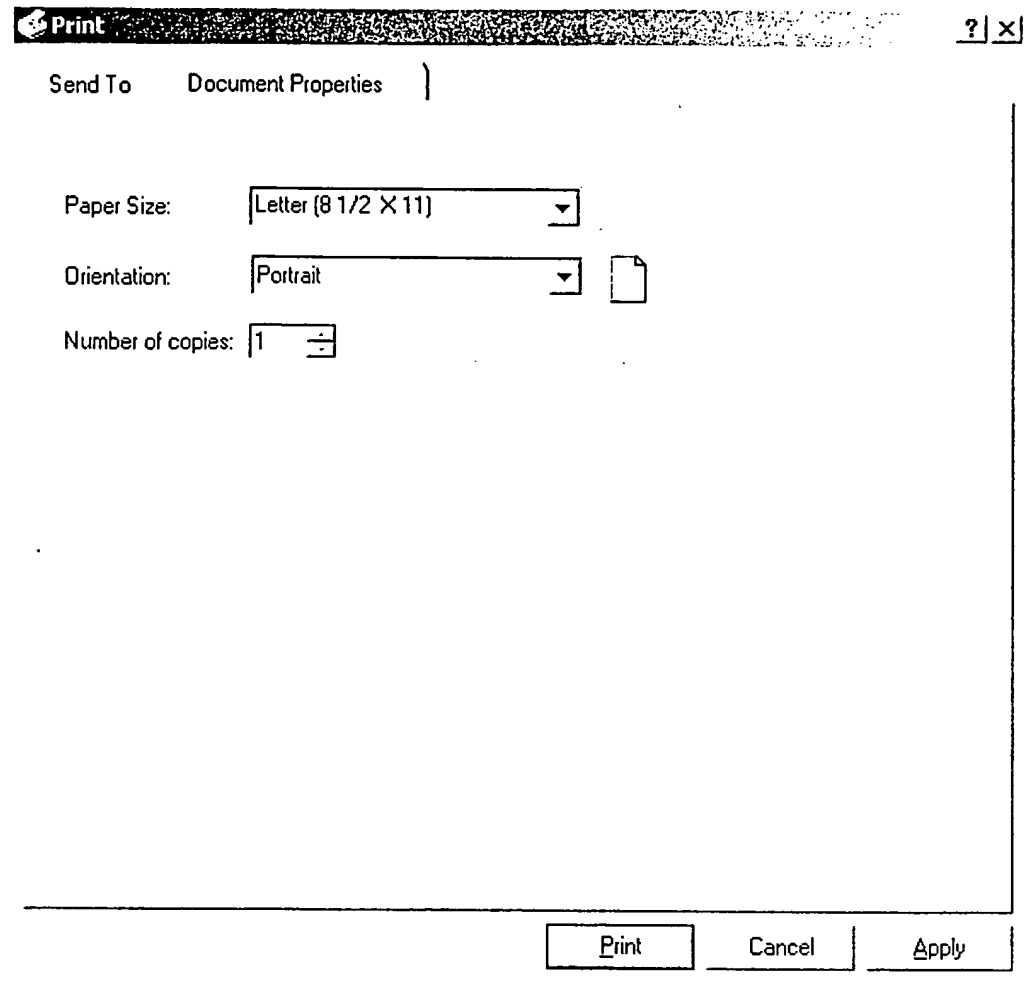 Print ? X
Send To Document Properties
Paper Size: Letter (8 1/2 X 11)
Orientation: Portrait
Number of copies: 1
Print Cancel Apply